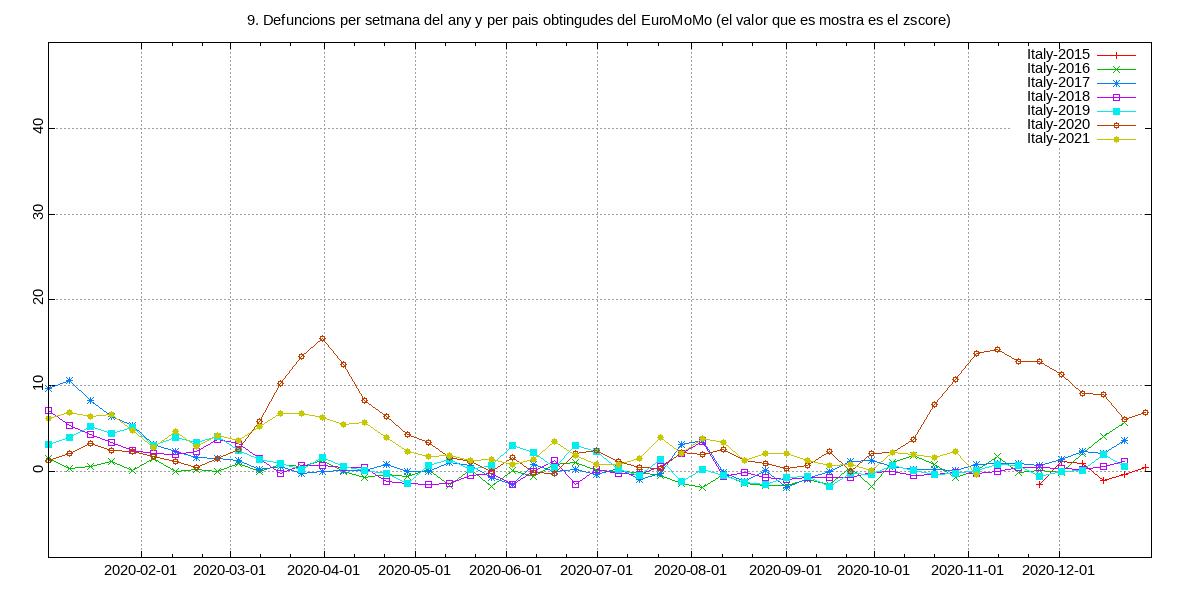 9. Defuncions per setmana del any y per pais obtingudes del EuroMoMo (el valor que es mostra es el zscore)
Italy-2015
Italy-2016
Italy-2017
Italy-2018
Italy-2019
Italy-2020
Italy-2021
40
30
20
10
0
2020-02-01 2020-03-01 2020-04-01 2020-05-01 2020-06-01 2020-07-01 2020-08-01 2020-09-01 2020-10-01 2020-11-01 2020-12-01